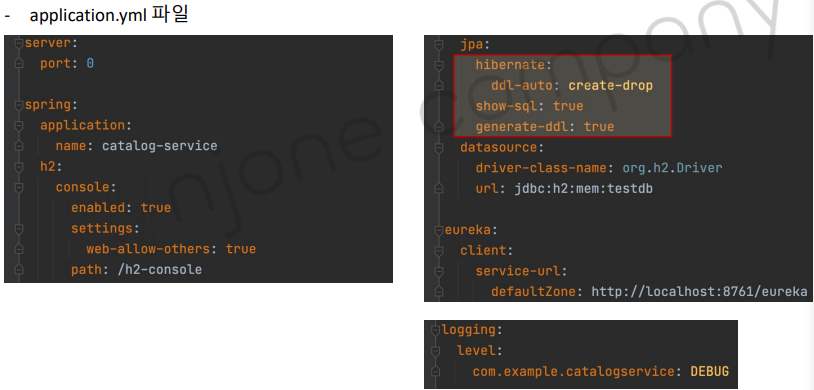 - application.yml 파일
server:
port: 0
spring:
application:
name: catalog-service
h2:
console:
enabled: true
settings:
web-allow-others: true
path: /h2-console
jpa:
hibernate:
ddl-auto: create-drop
show-sql: true
generate-ddl: true
datasource:
driver-class-name: org.h2.Driver
url: jdbc:h2:mem:testdb
eureka:
client:
service-url:
defaultZone: http://localhost:8761/eureka
logging:
level:
com.example.catalogservice: DEBUG
njone company